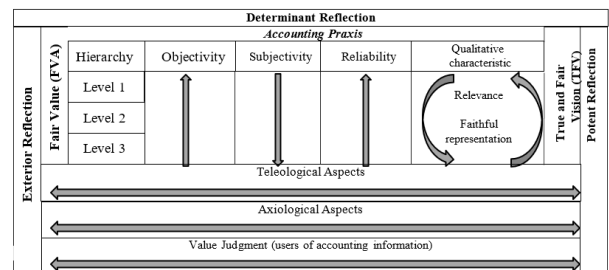 Determinant Reflection
Accounting Praxis
Exterior Reflection
Fair Value (FVA)
Hierarchy
Objectivity
Subjectivity
Reliability
Qualitative
characteristic
Level 1
Level 2
Level 3
Relevance
Faithful
representation
True and Fair
Vision (TFV)
Potent Reflection
Teleological Aspects
Axiological Aspects
Value Judgment (users of accounting information)